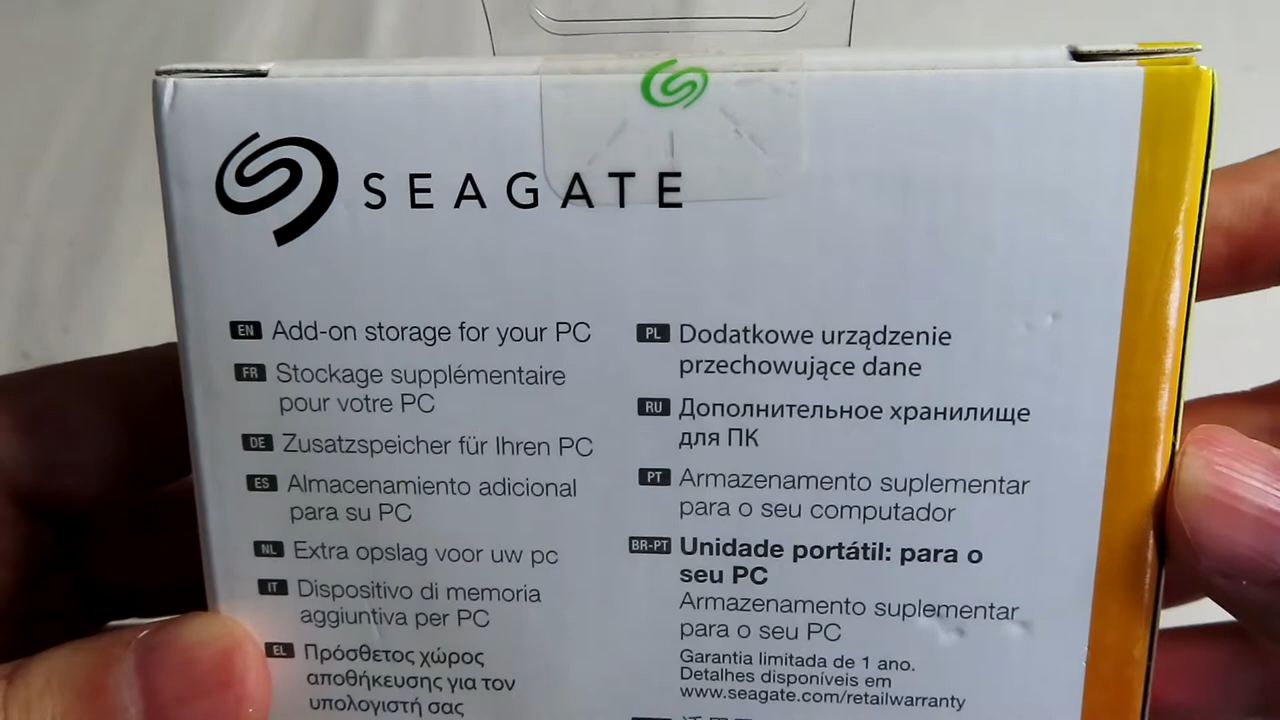 SEAGATE
EN Add-on storage for your PC
FR Stockage supplémentaire
pour votre PC
DE Zusatzspeicher für Ihren PC
ES Almacenamiento adicional
para su PC
NL Extra opslag voor uw pc
IT Dispositivo di memoria
aggiuntiva per PC
EL Πρόσθετος χώρος
αποθήκευσης για τον
υπολογιστή σας
PL Dodatkowe urządzenie
przechowujące dane
RU Дополнительное хранилище
для ПК
PT Armazenamento suplementar
para o seu computador
BR-PT Unidade portátil: para o
seu PC
Armazenamento suplementar
para o seu PC
Garantia limitada de 1 ano.
Detalhes disponíveis em
www.seagate.com/retailwarranty